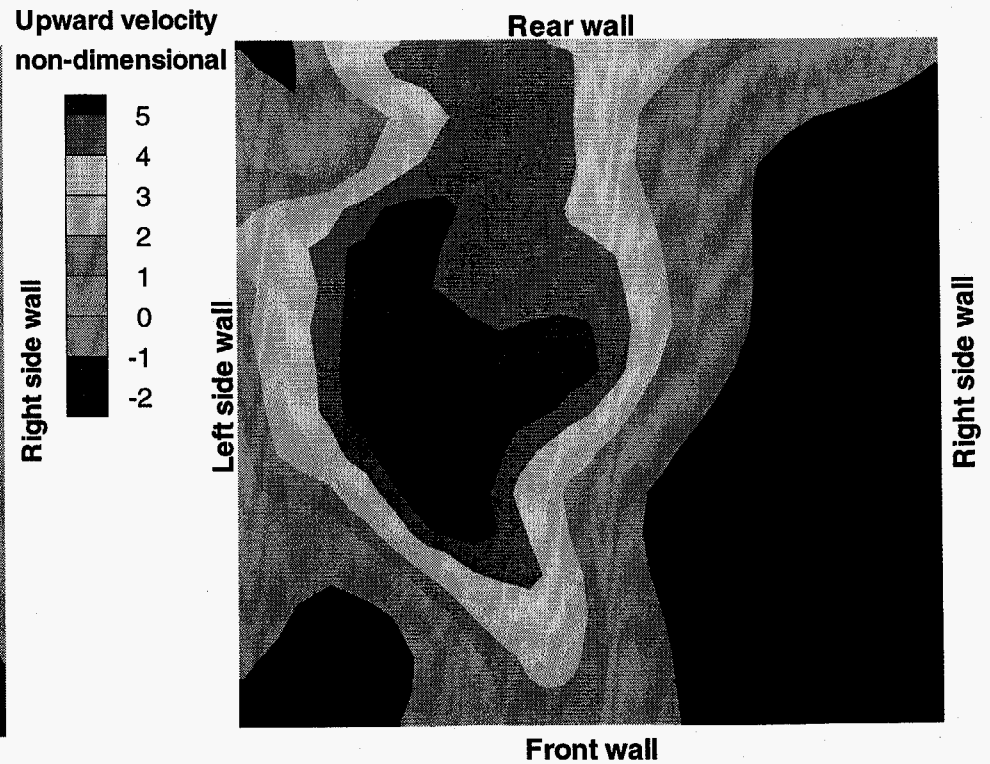 Upward velocity
non-dimensional
Rear wall
5
4
3
2
1
0
-1
-2
Right side wall
Left side wall
Right side wall
Front wall